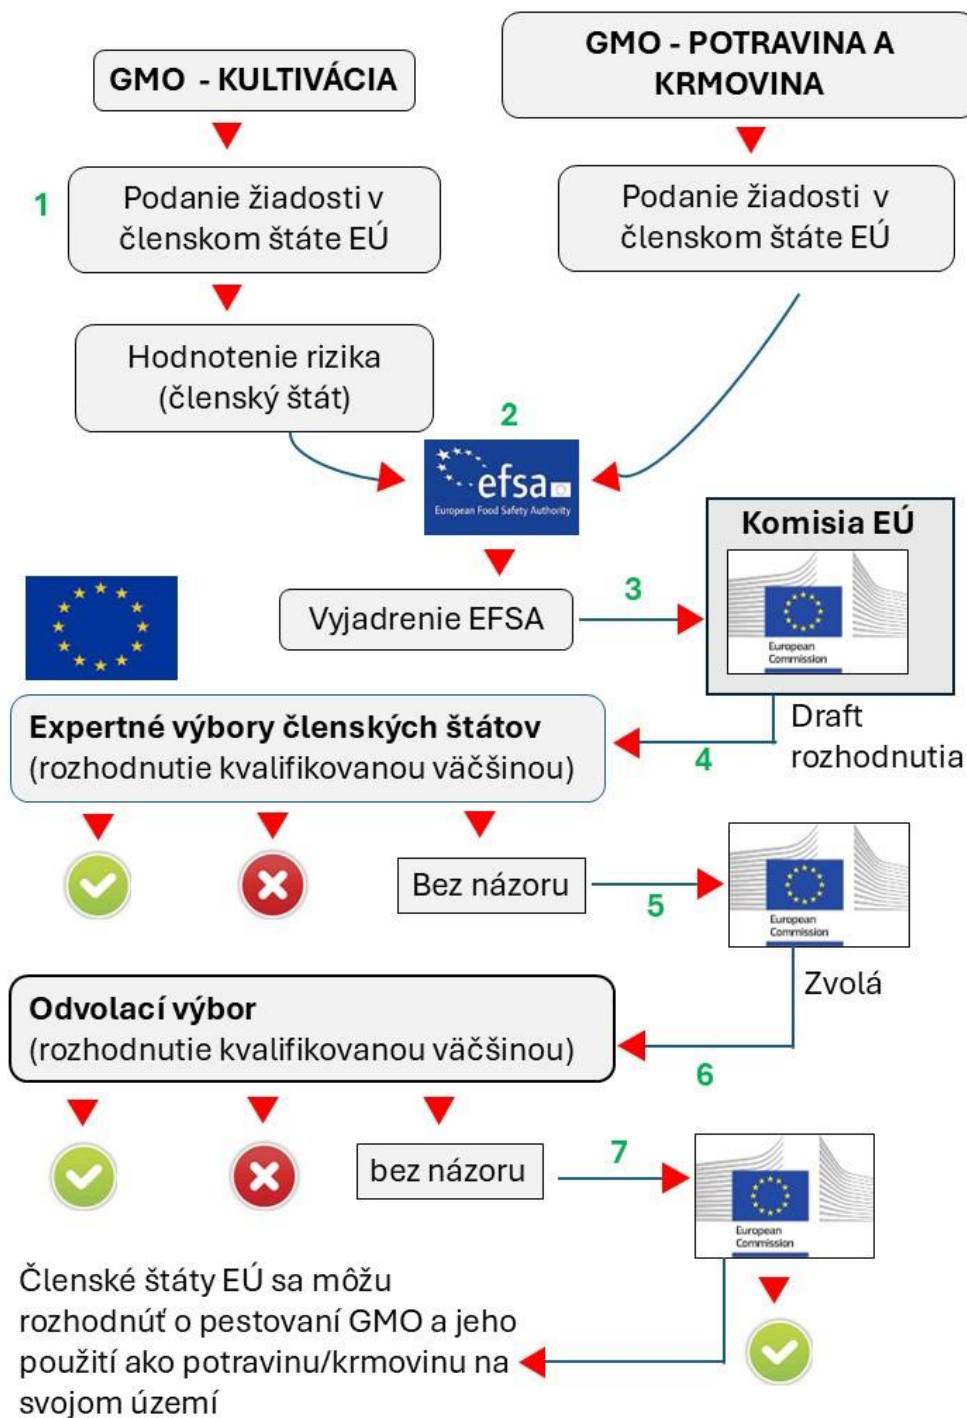 GMO - KULTIVÁCIA
GMO - POTRAVINA A
KRMOVINA
1
Podanie žiadosti v
členskom štáte EÚ
Podanie žiadosti v
členskom štáte EÚ
Hodnotenie rizika
(členský štát)
2
efsa
European Food Safety Authority
Komisia EÚ
European
Commission
Vyjadrenie EFSA
3
Draft
rozhodnutia
4
Expertné výbory členských štátov
(rozhodnutie kvalifikovanou väčšinou)
Bez názoru
5
European
Commission
Zvolá
6
Odvolací výbor
(rozhodnutie kvalifikovanou väčšinou)
bez názoru
7
European
Commission
Členské štáty EÚ sa môžu
rozhodnúť o pestovaní GMO a jeho
použití ako potravinu/krmovinu na
svojom území